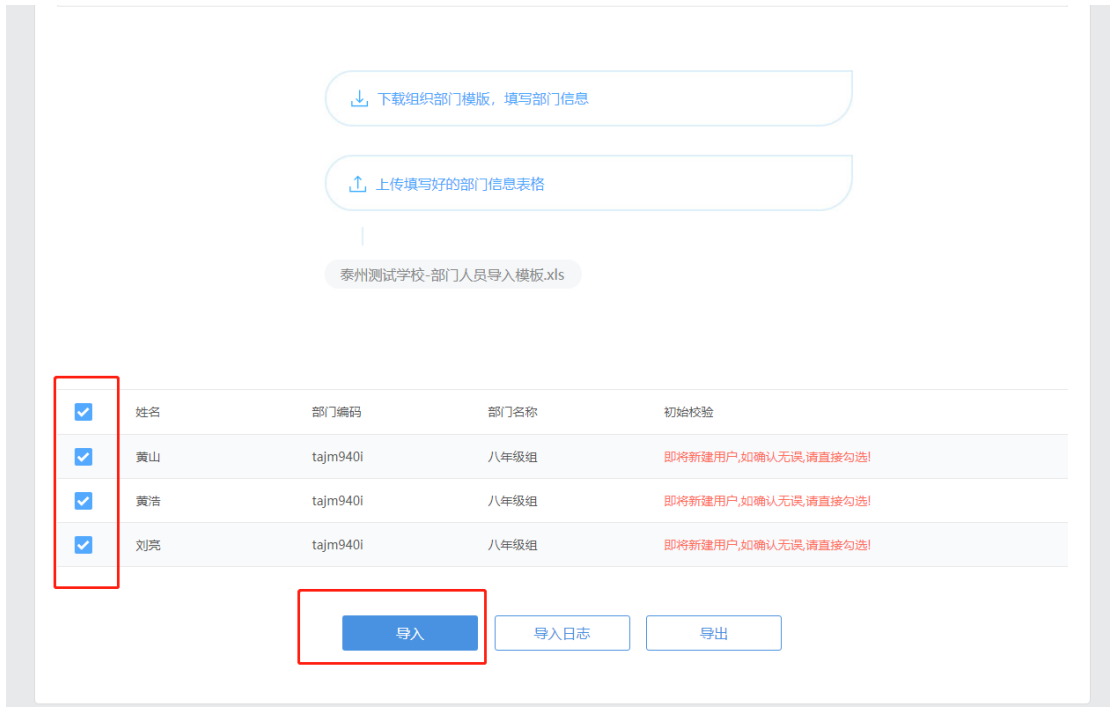 下载组织部门模版，填写部门信息
上传填写好的部门信息表格
泰州测试学校-部门人员导入模板.xls
姓名 部门编码 部门名称 初始校验
黄山 tajm940i 八年级组 即将新建用户,如确认无误,请直接勾选!
黄浩 tajm940i 八年级组 即将新建用户,如确认无误,请直接勾选!
刘亮 tajm940i 八年级组 即将新建用户,如确认无误,请直接勾选!
导入 导入日志 导出